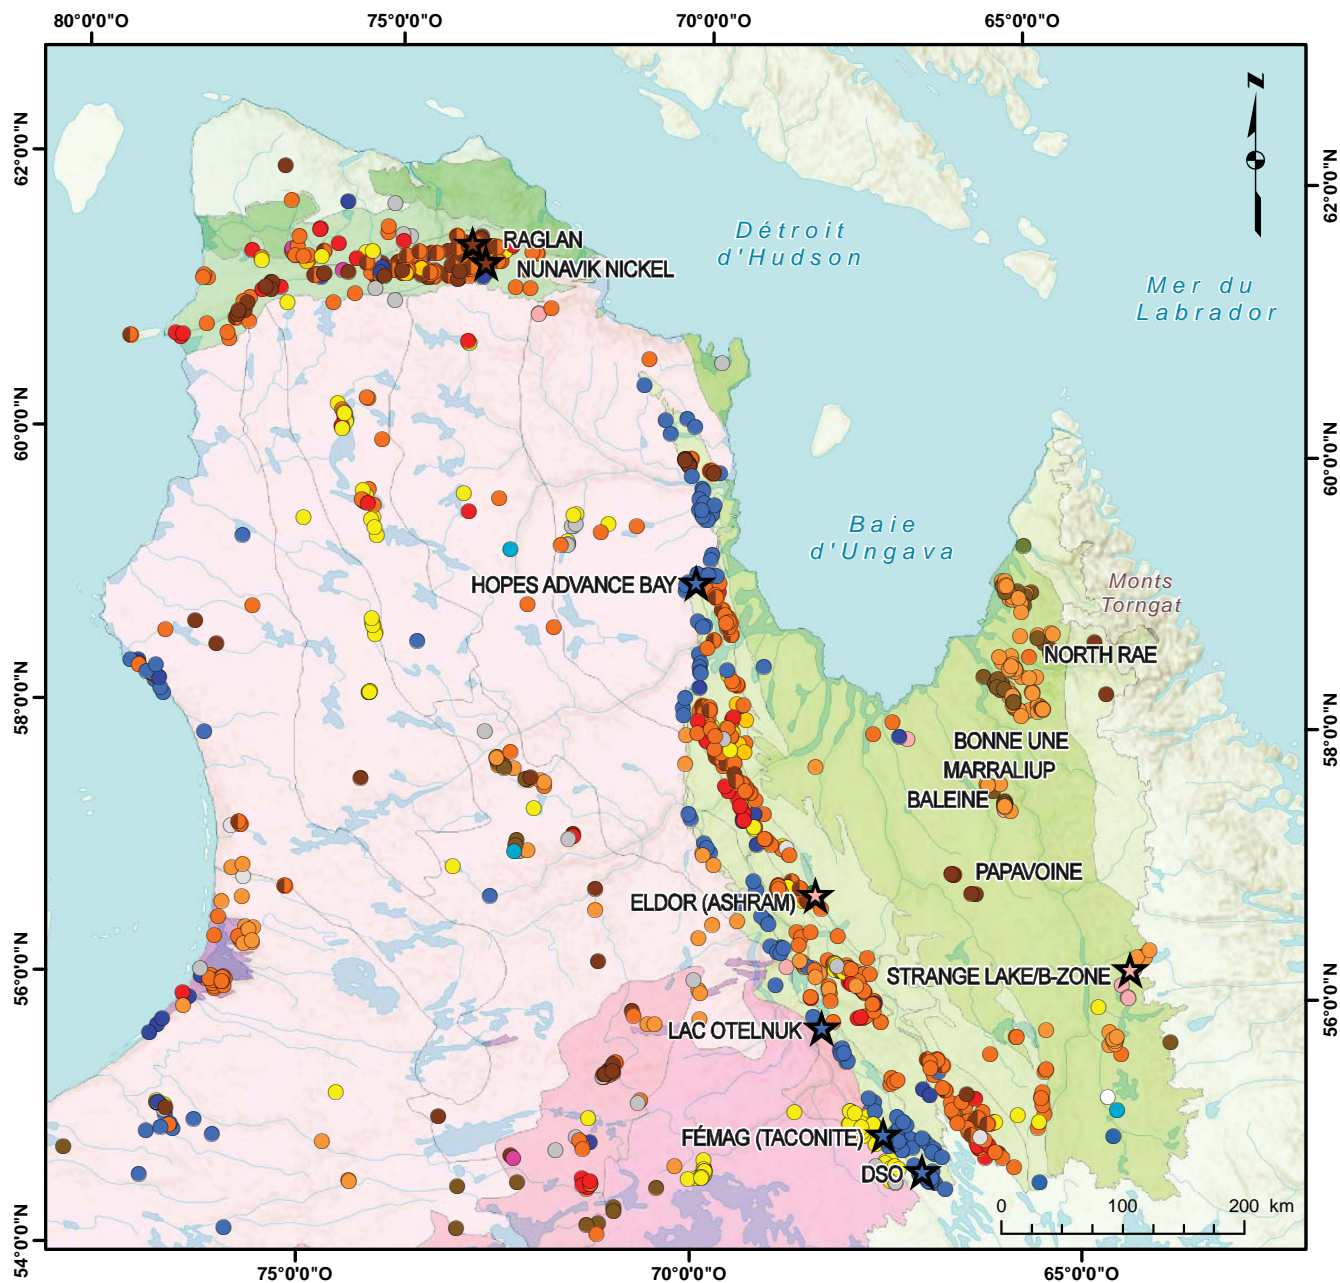 80°0'0"O 75°0'0"O 70°0'0"O 65°0'0"O
62°0'0"N
62°0'0"N
N
Détroit
d'Hudson
RAGLAN
NUNAVIK NICKEL
Mer du
Labrador
60°0'0"N
60°0'0"N
Baie
d'Ungava
HOPES ADVANCE BAY
Monts
Torngat
NORTH RAE
58°0'0"N
58°0'0"N
BONNE UNE
MARRALIUP
BALEINE
PAPAVOINE
ELDOR (ASHRAM)
56°0'0"N
STRANGE LAKE/B-ZONE
56°0'0"N
LAC OTELNUK
FÉMAG (TACONITE)
DSO
0 100 200 km
54°0'0"N
75°0'0"O 70°0'0"O 65°0'0"O